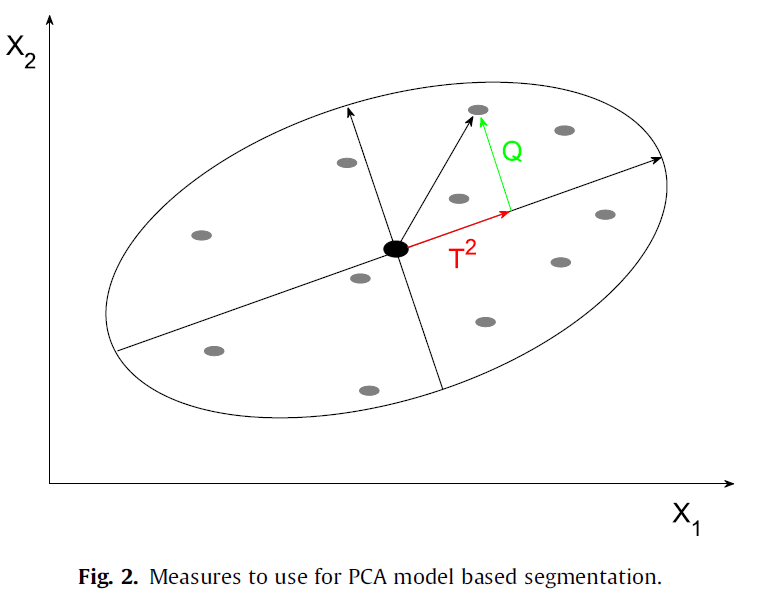 X₂
Q
T²
X₁
Fig. 2. Measures to use for PCA model based segmentation.